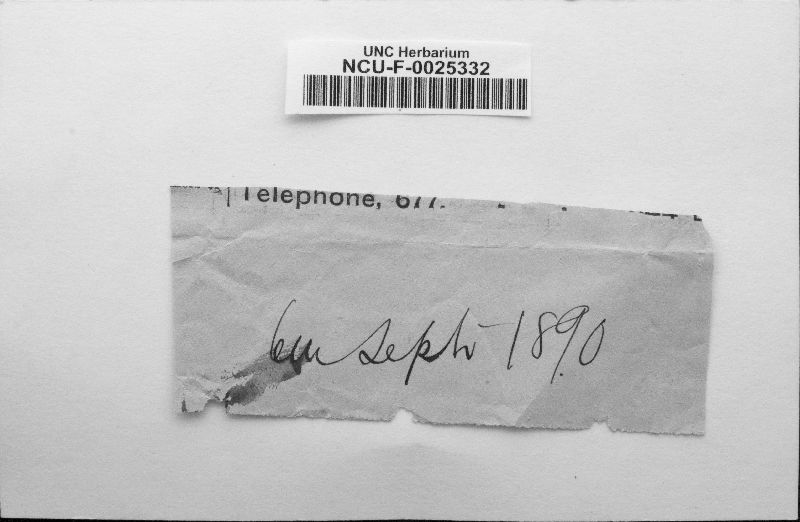 UNC Herbarium
NCU-F-0025332
Telephone, 677.
Sept 1890